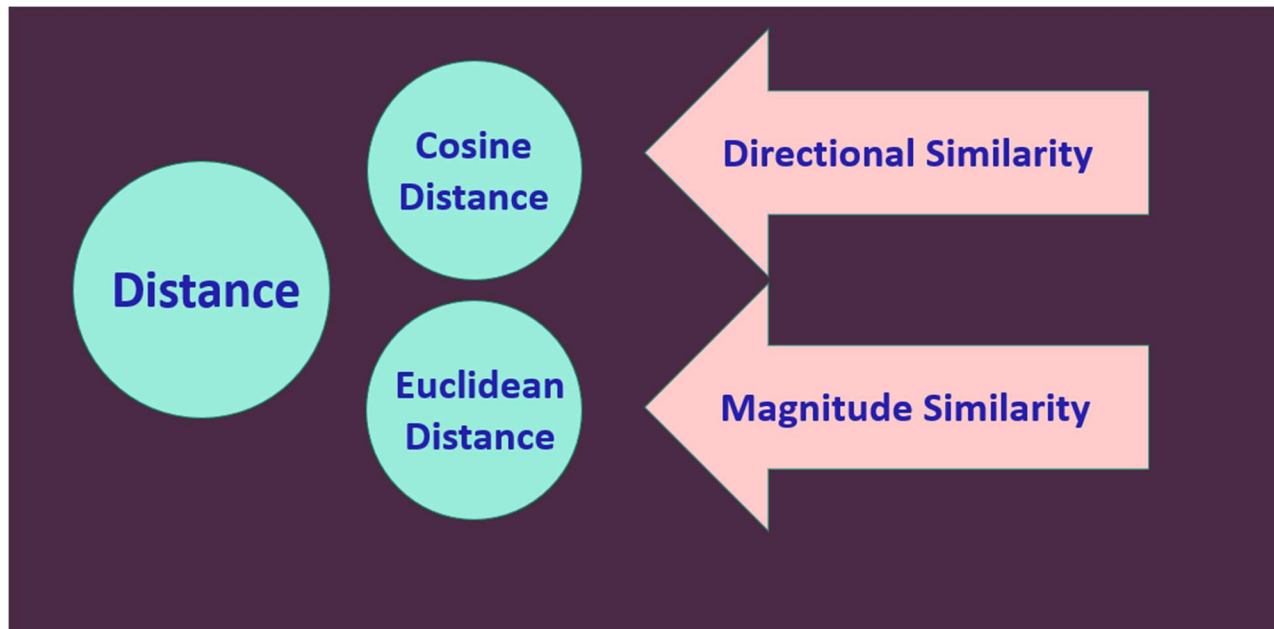 Distance
Cosine
Distance
Euclidean
Distance
Directional Similarity
Magnitude Similarity